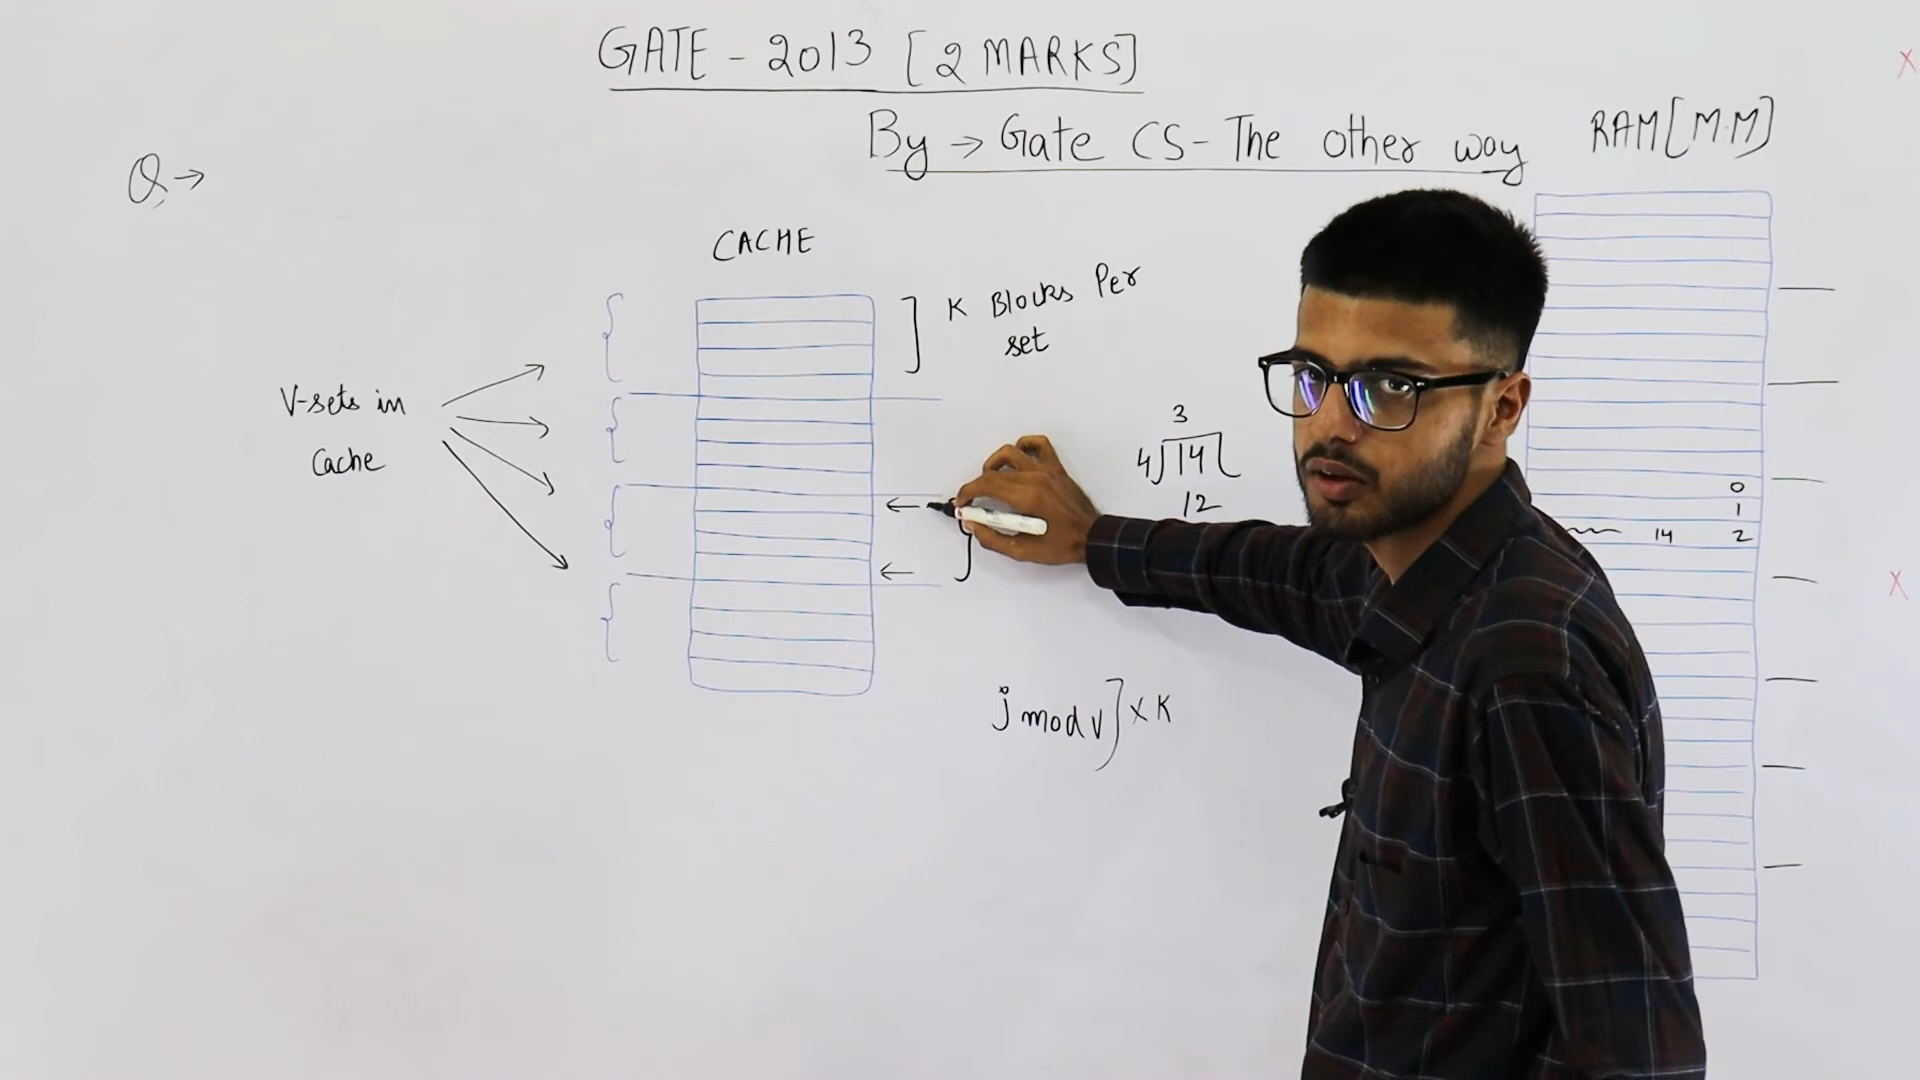 GATE - 2013 [2 MARKS]
By → Gate CS - The other way
RAM [M.M]
Q →
CACHE
K Blocks Per
set
V-sets in
Cache
3
4)14(
12
0
1
14 2
j mod v] x K